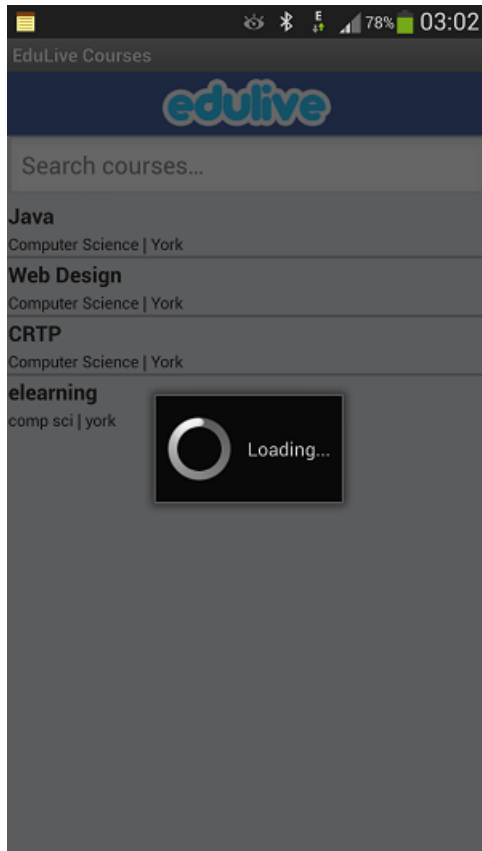 E 78% 03:02
EduLive Courses
edulive
Search courses...
Java
Computer Science | York
Web Design
Computer Science | York
CRTP
Computer Science | York
elearning
comp sci | york
Loading...